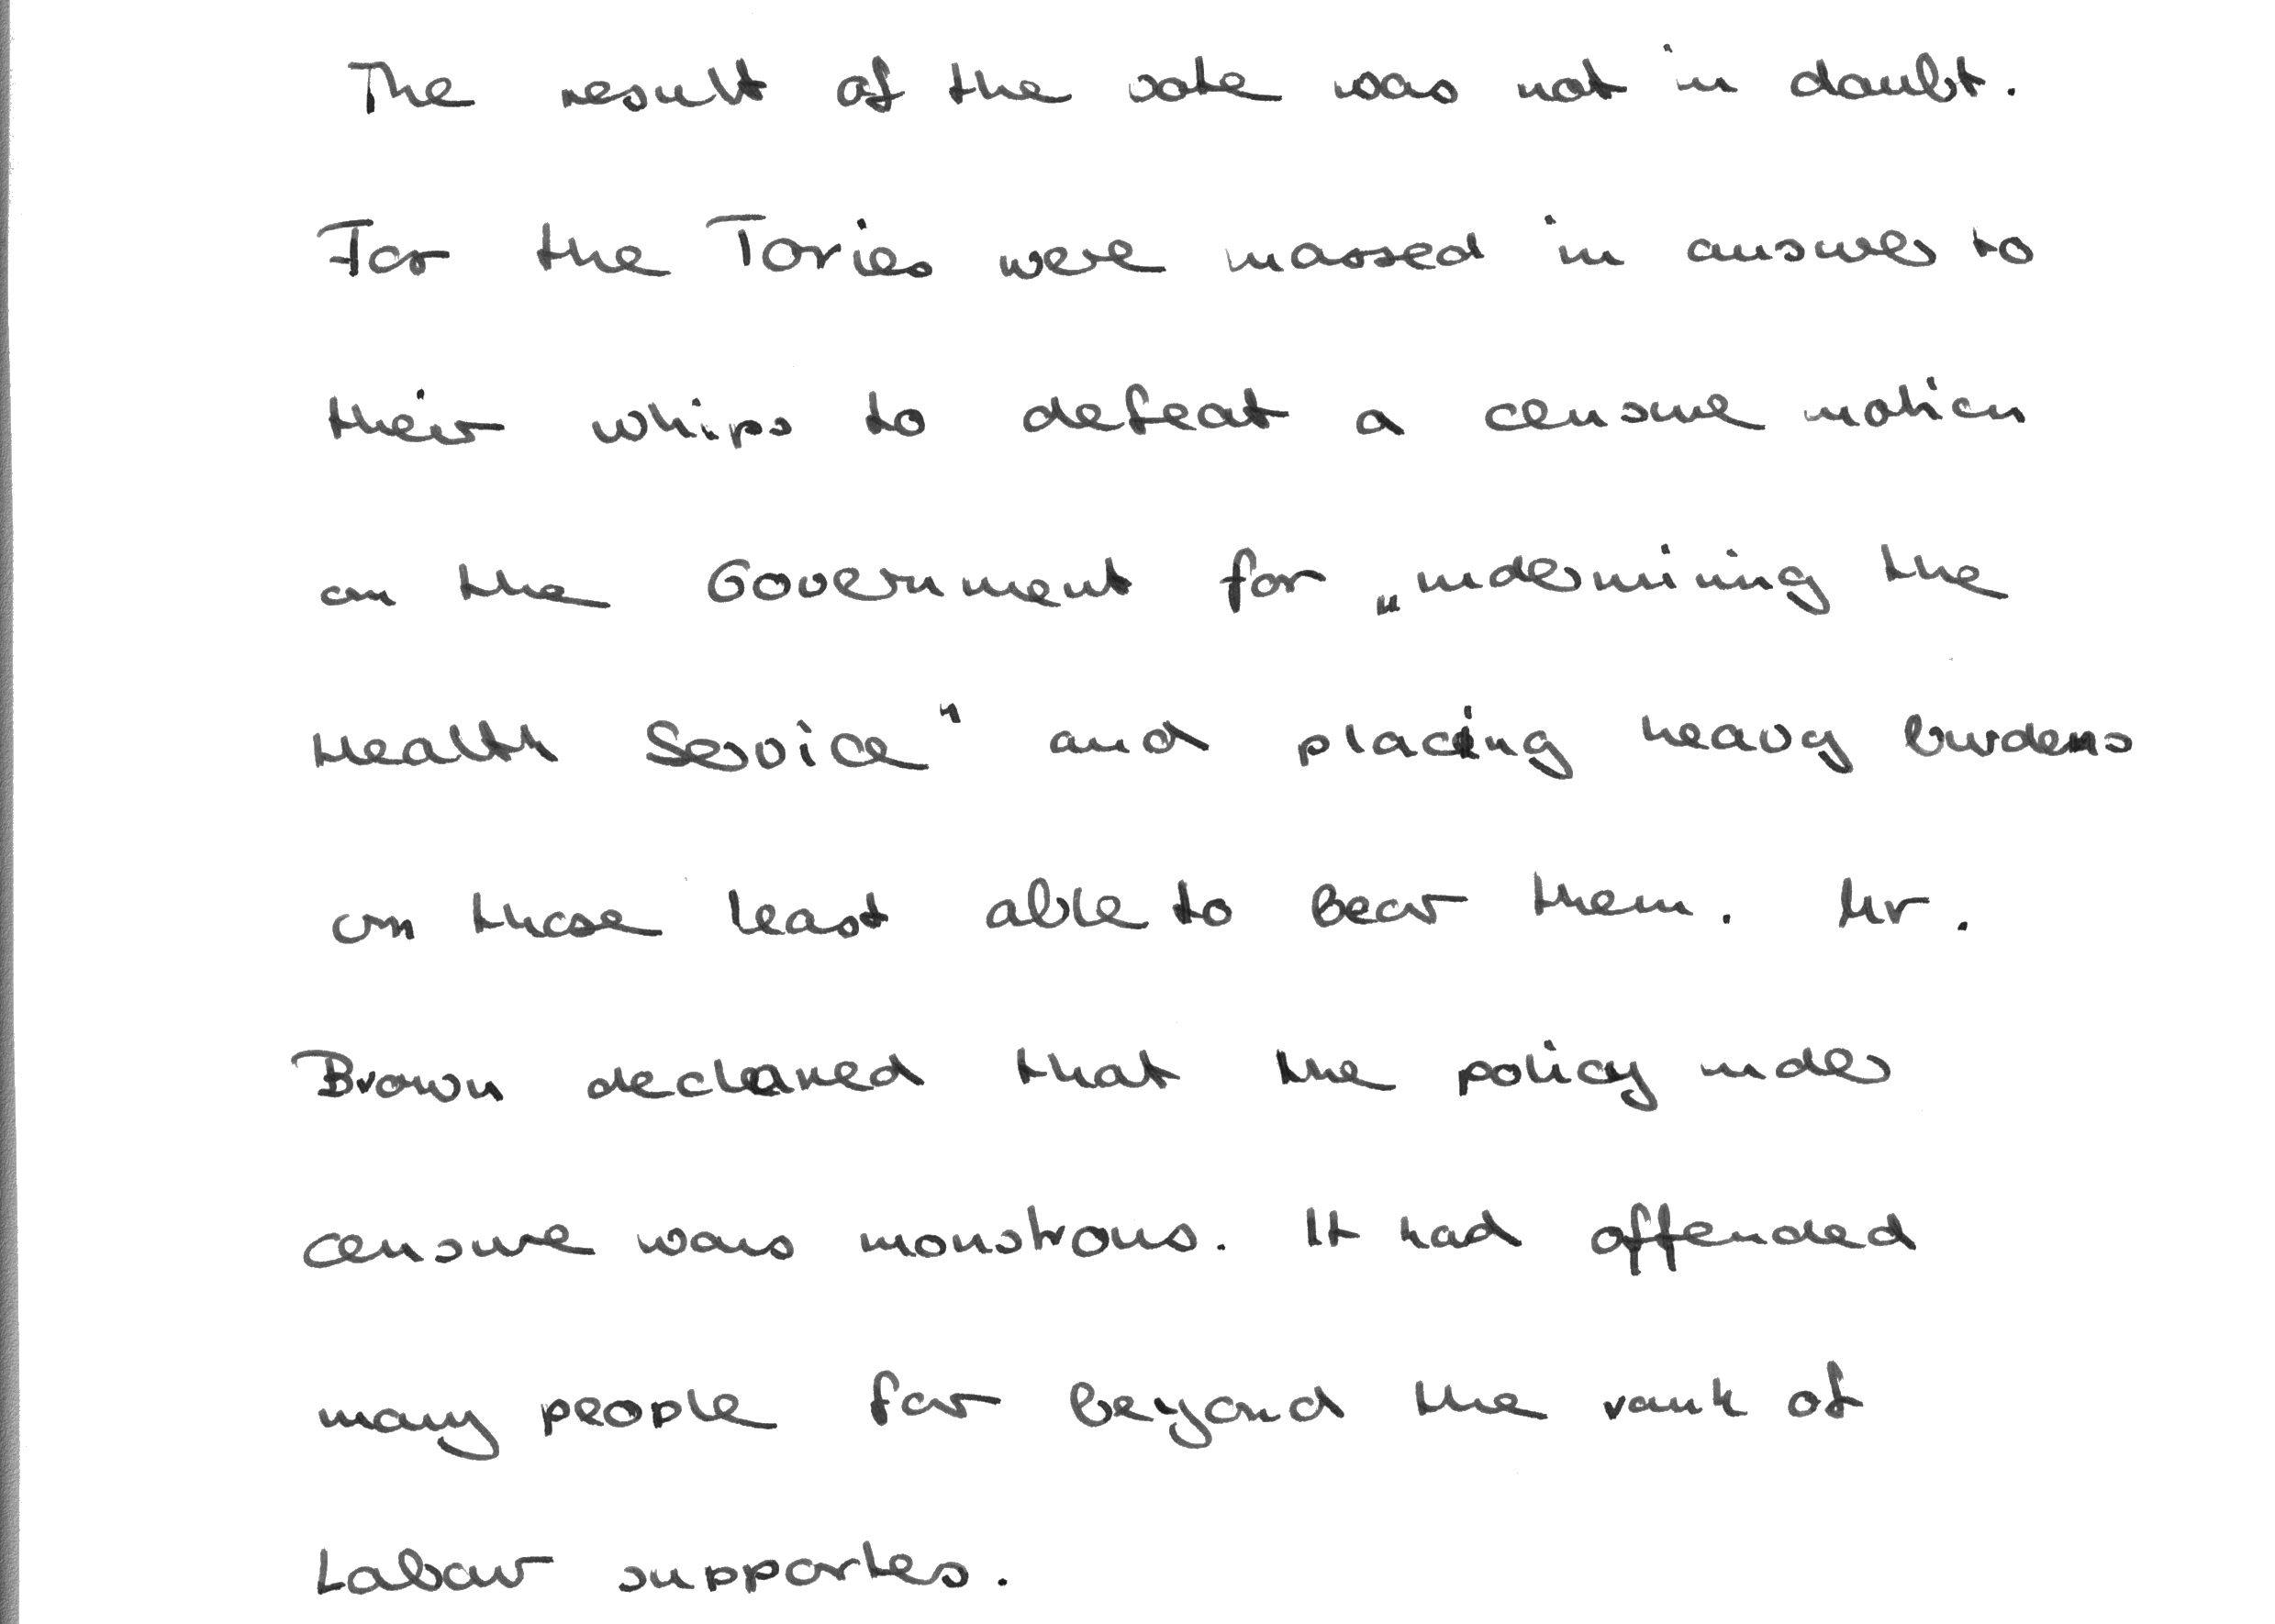 The result of the vote was not in doubt.
For the Tories were massed in answer to
their whips to defeat a censure motion
on the Government for „undermining the
Health Service" and placing heavy burdens
on those least able to bear them. Mr.
Brown declared that the policy under
censure was monstrous. It had offended
many people far beyond the rank of
Labour supporters.